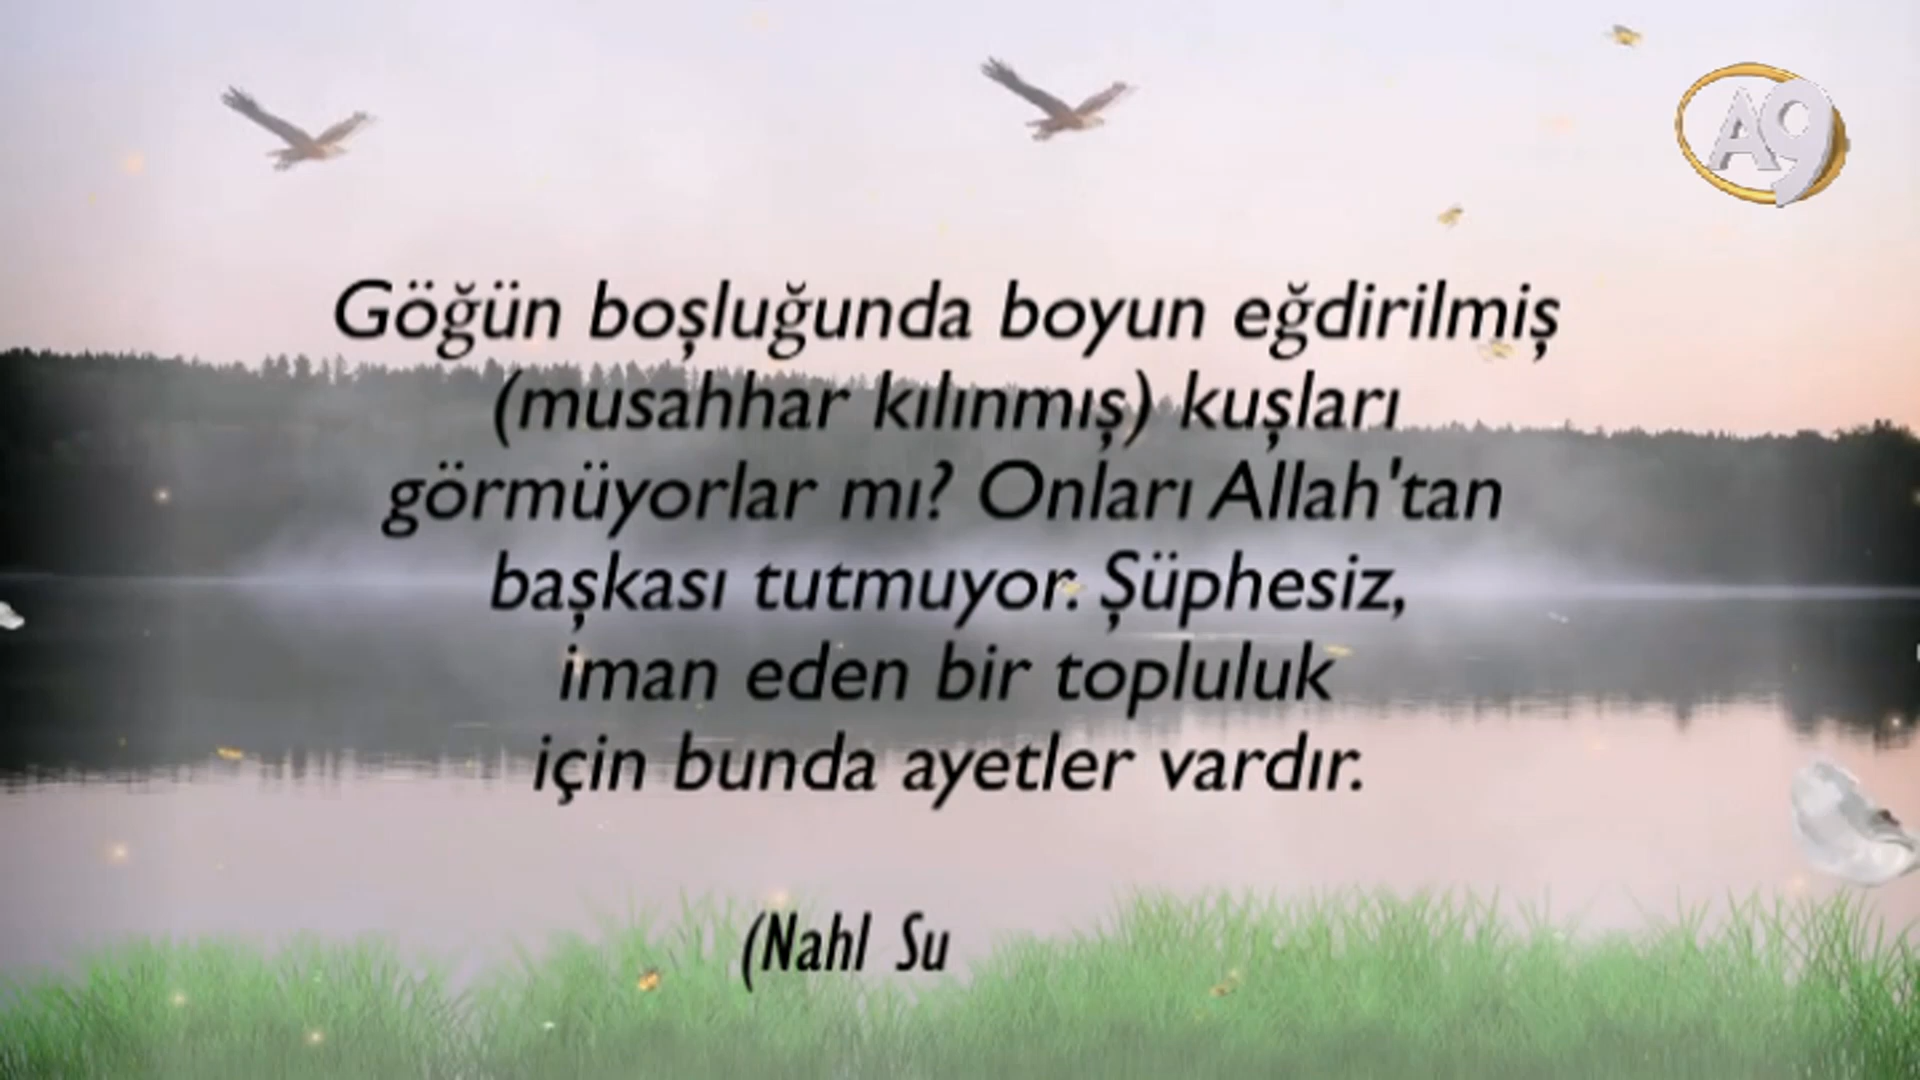 A9
Göğün boşluğunda boyun eğdirilmiş
(musahhar kılınmış) kuşları
görmüyorlar mı? Onları Allah'tan
başkası tutmuyor. Şüphesiz,
iman eden bir topluluk
için bunda ayetler vardır.
(Nahl Su